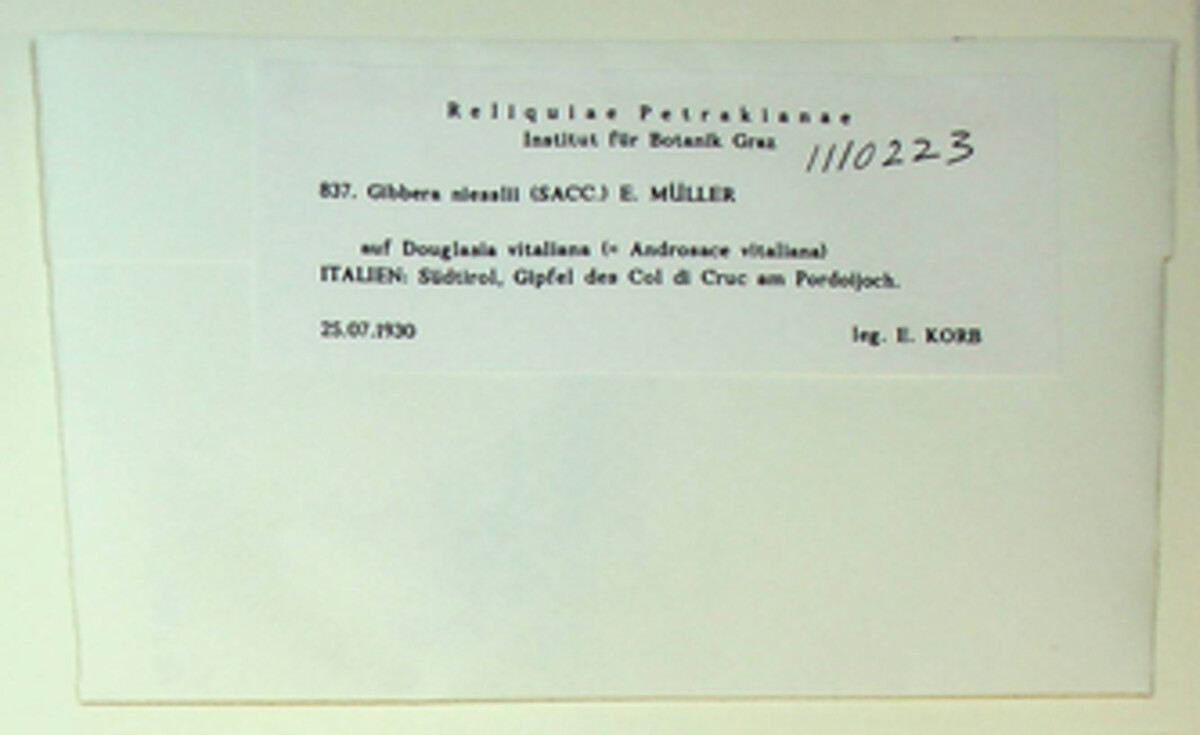 Reliquiae Petrakianae
Institut für Botanik Graz
1110223
837. Gibbera niesslii (SACC.) E. MÜLLER
auf Douglasia vitaliana (= Androsace vitaliana)
ITALIEN: Südtirol, Gipfel des Col di Cruc am Pordoijoch.
25.07.1930 leg. E. KORB